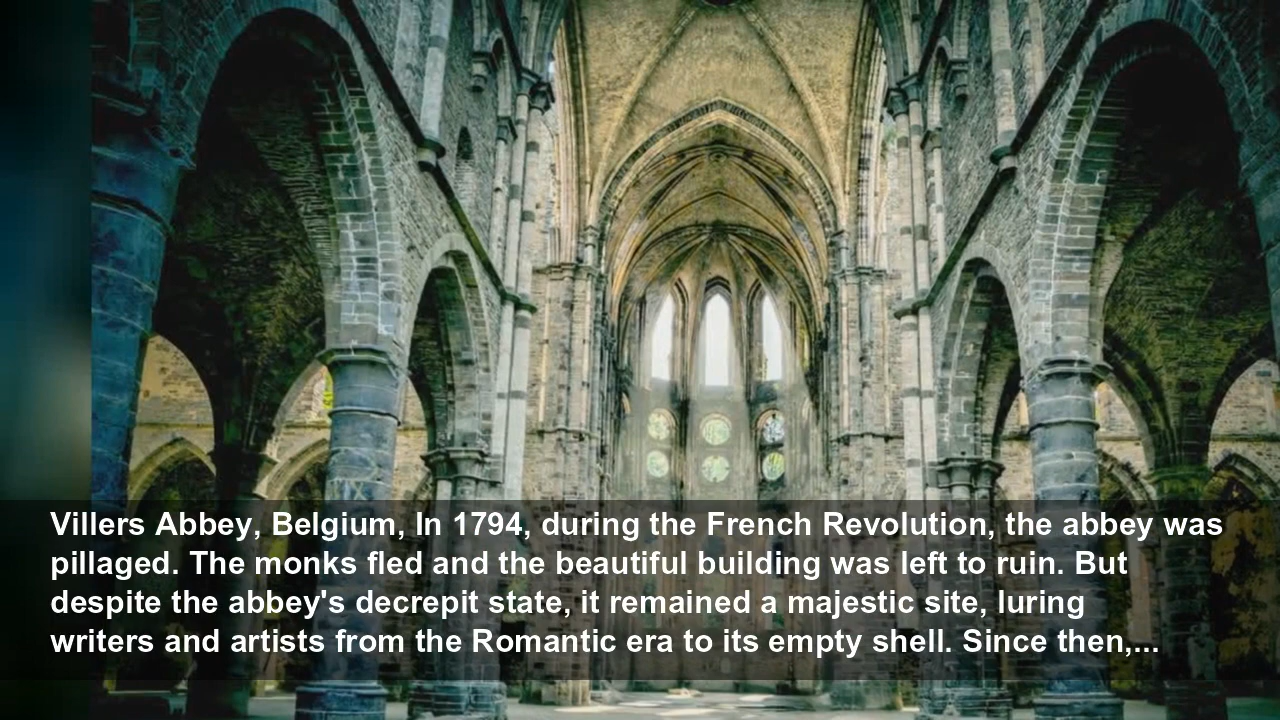 Villers Abbey, Belgium, In 1794, during the French Revolution, the abbey was
pillaged. The monks fled and the beautiful building was left to ruin. But
despite the abbey's decrepit state, it remained a majestic site, luring
writers and artists from the Romantic era to its empty shell. Since then,...